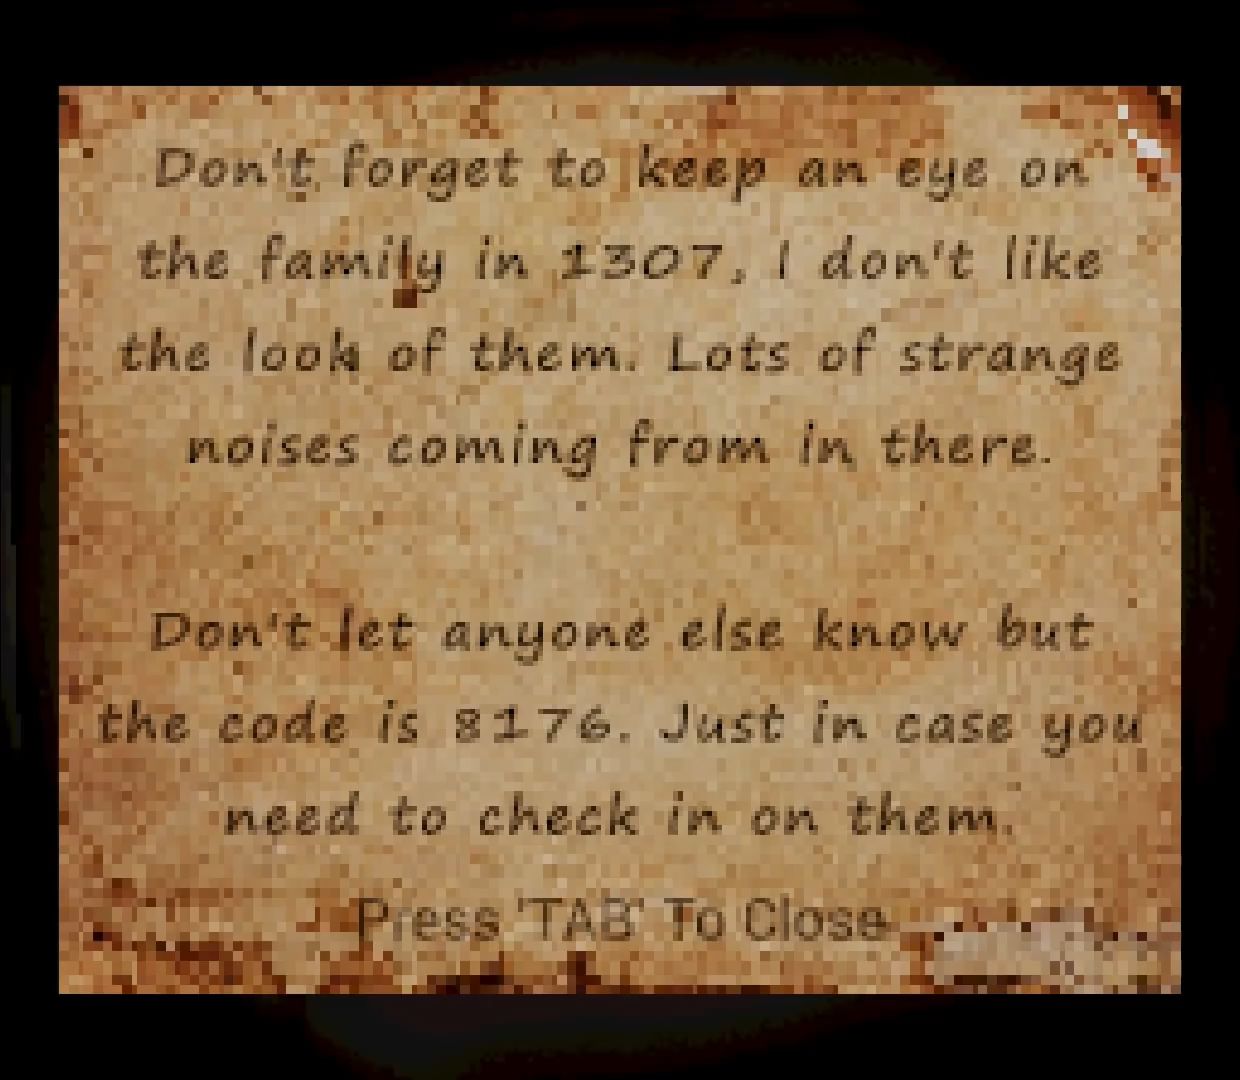 Don't forget to keep an eye on
the family in 1307, I don't like
the look of them. Lots of strange
noises coming from in there.
Don't let anyone else know but
the code is 8176. Just in case you
need to check in on them.
Press 'TAB' To Close